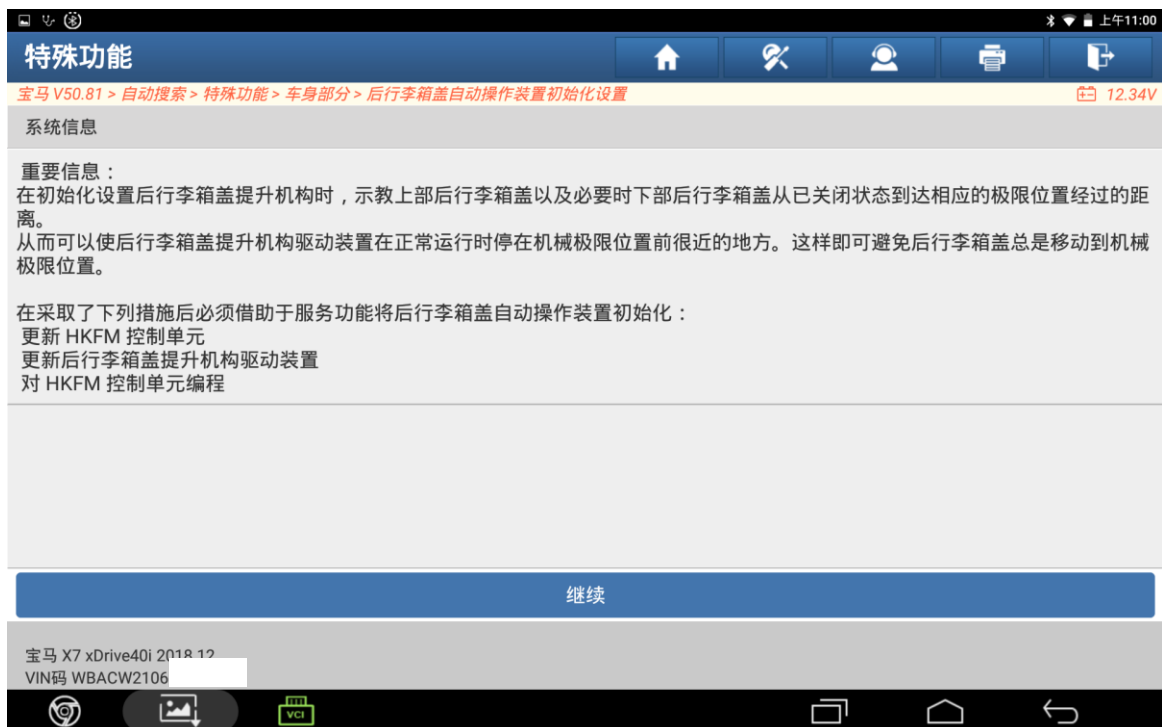 上午11:00
特殊功能
宝马 V50.81 > 自动搜索 > 特殊功能 > 车身部分 > 后行李箱盖自动操作装置初始化设置
12.34V
系统信息
重要信息：
在初始化设置后行李箱盖提升机构时，示教上部后行李箱盖以及必要时下部后行李箱盖从已关闭状态到达相应的极限位置经过的距
离。
从而可以使后行李箱盖提升机构驱动装置在正常运行时停在机械极限位置前很近的地方。这样即可避免后行李箱盖总是移动到机械
极限位置。
在采取了下列措施后必须借助于服务功能将后行李箱盖自动操作装置初始化：
更新 HKFM 控制单元
更新后行李箱盖提升机构驱动装置
对 HKFM 控制单元编程
继续
宝马 X7 xDrive40i 2018.12
VIN码 WBACW2106
VCI